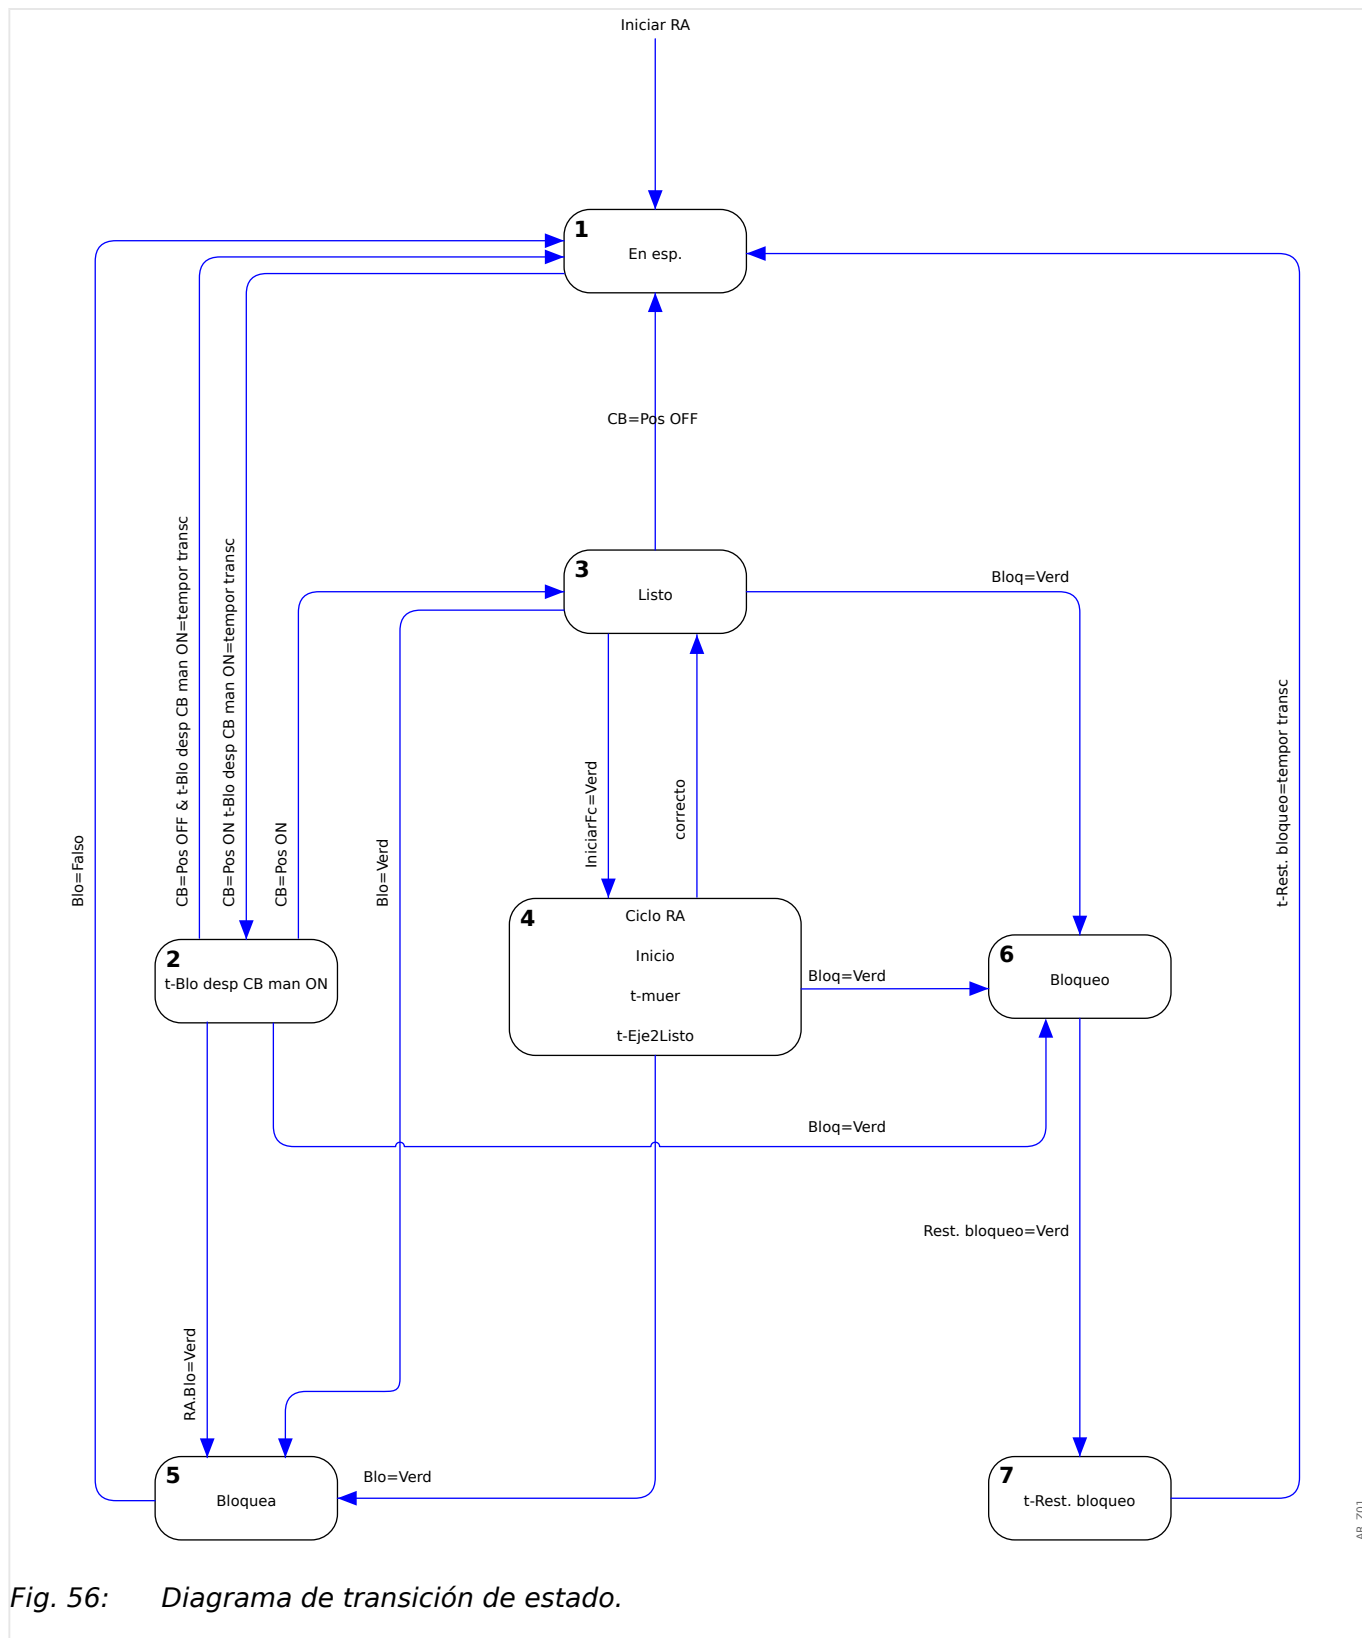 Iniciar RA
1
En esp.
CB=Pos OFF
3
Listo
Bloq=Verd
Blo=Falso
CB=Pos OFF & t-Blo desp CB man ON=tempor transc
CB=Pos ON t-Blo desp CB man ON=tempor transc
CB=Pos ON
Blo=Verd
IniciarFc=Verd
correcto
t-Rest. bloqueo=tempor transc
2
t-Blo desp CB man ON
4
Ciclo RA
Inicio
t-muer
t-Eje2Listo
Bloq=Verd
6
Bloqueo
Bloq=Verd
Rest. bloqueo=Verd
RA.Blo=Verd
5
Bloquea
Blo=Verd
7
t-Rest. bloqueo
AR_Z01
Fig. 56: Diagrama de transición de estado.